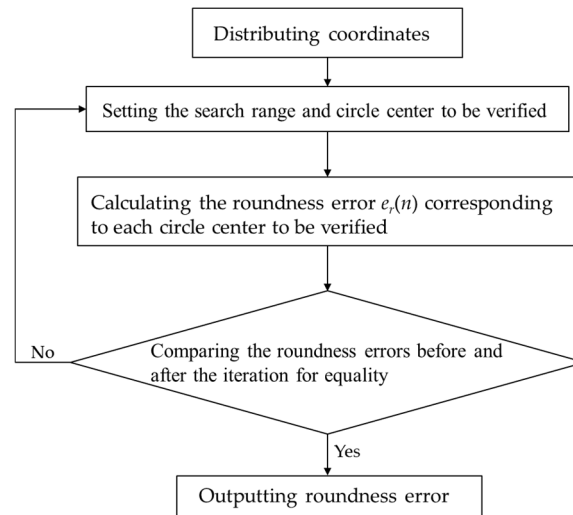 Distributing coordinates
Setting the search range and circle center to be verified
Calculating the roundness error eᵣ(n) corresponding
to each circle center to be verified
No
Comparing the roundness errors before and
after the iteration for equality
Yes
Outputting roundness error